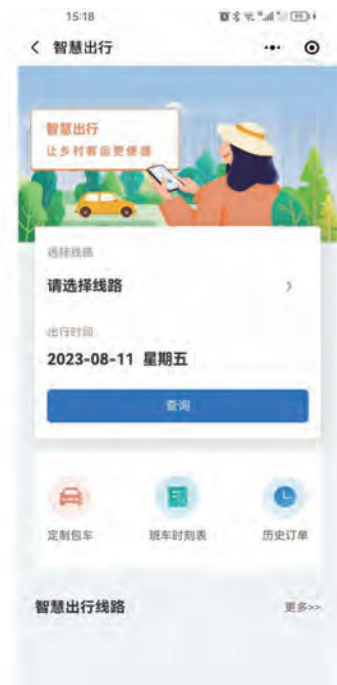 15:18
智慧出行
智慧出行
让乡村客运更便捷
选择线路
请选择线路
出行时间
2023-08-11 星期五
查询
定制包车
班车时刻表
历史订单
智慧出行线路
更多>>